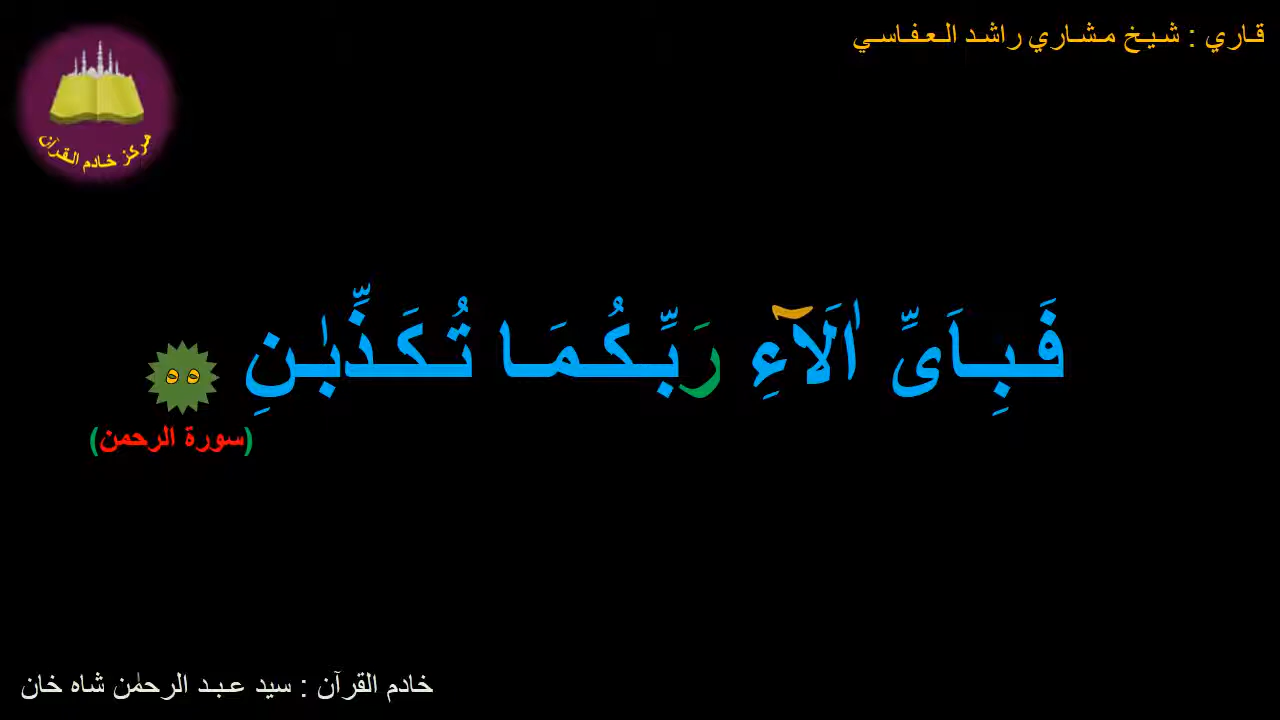 قاري : شيخ مشاري راشد العفاسي
مركز خادم القرآن
فَبِاَىِّ اٰلَآءِ رَبِّكُمَا تُكَذِّبٰنِ ٥٥
(سورة الرحمن)
خادم القرآن : سيد عبد الرحمٰن شاه خان